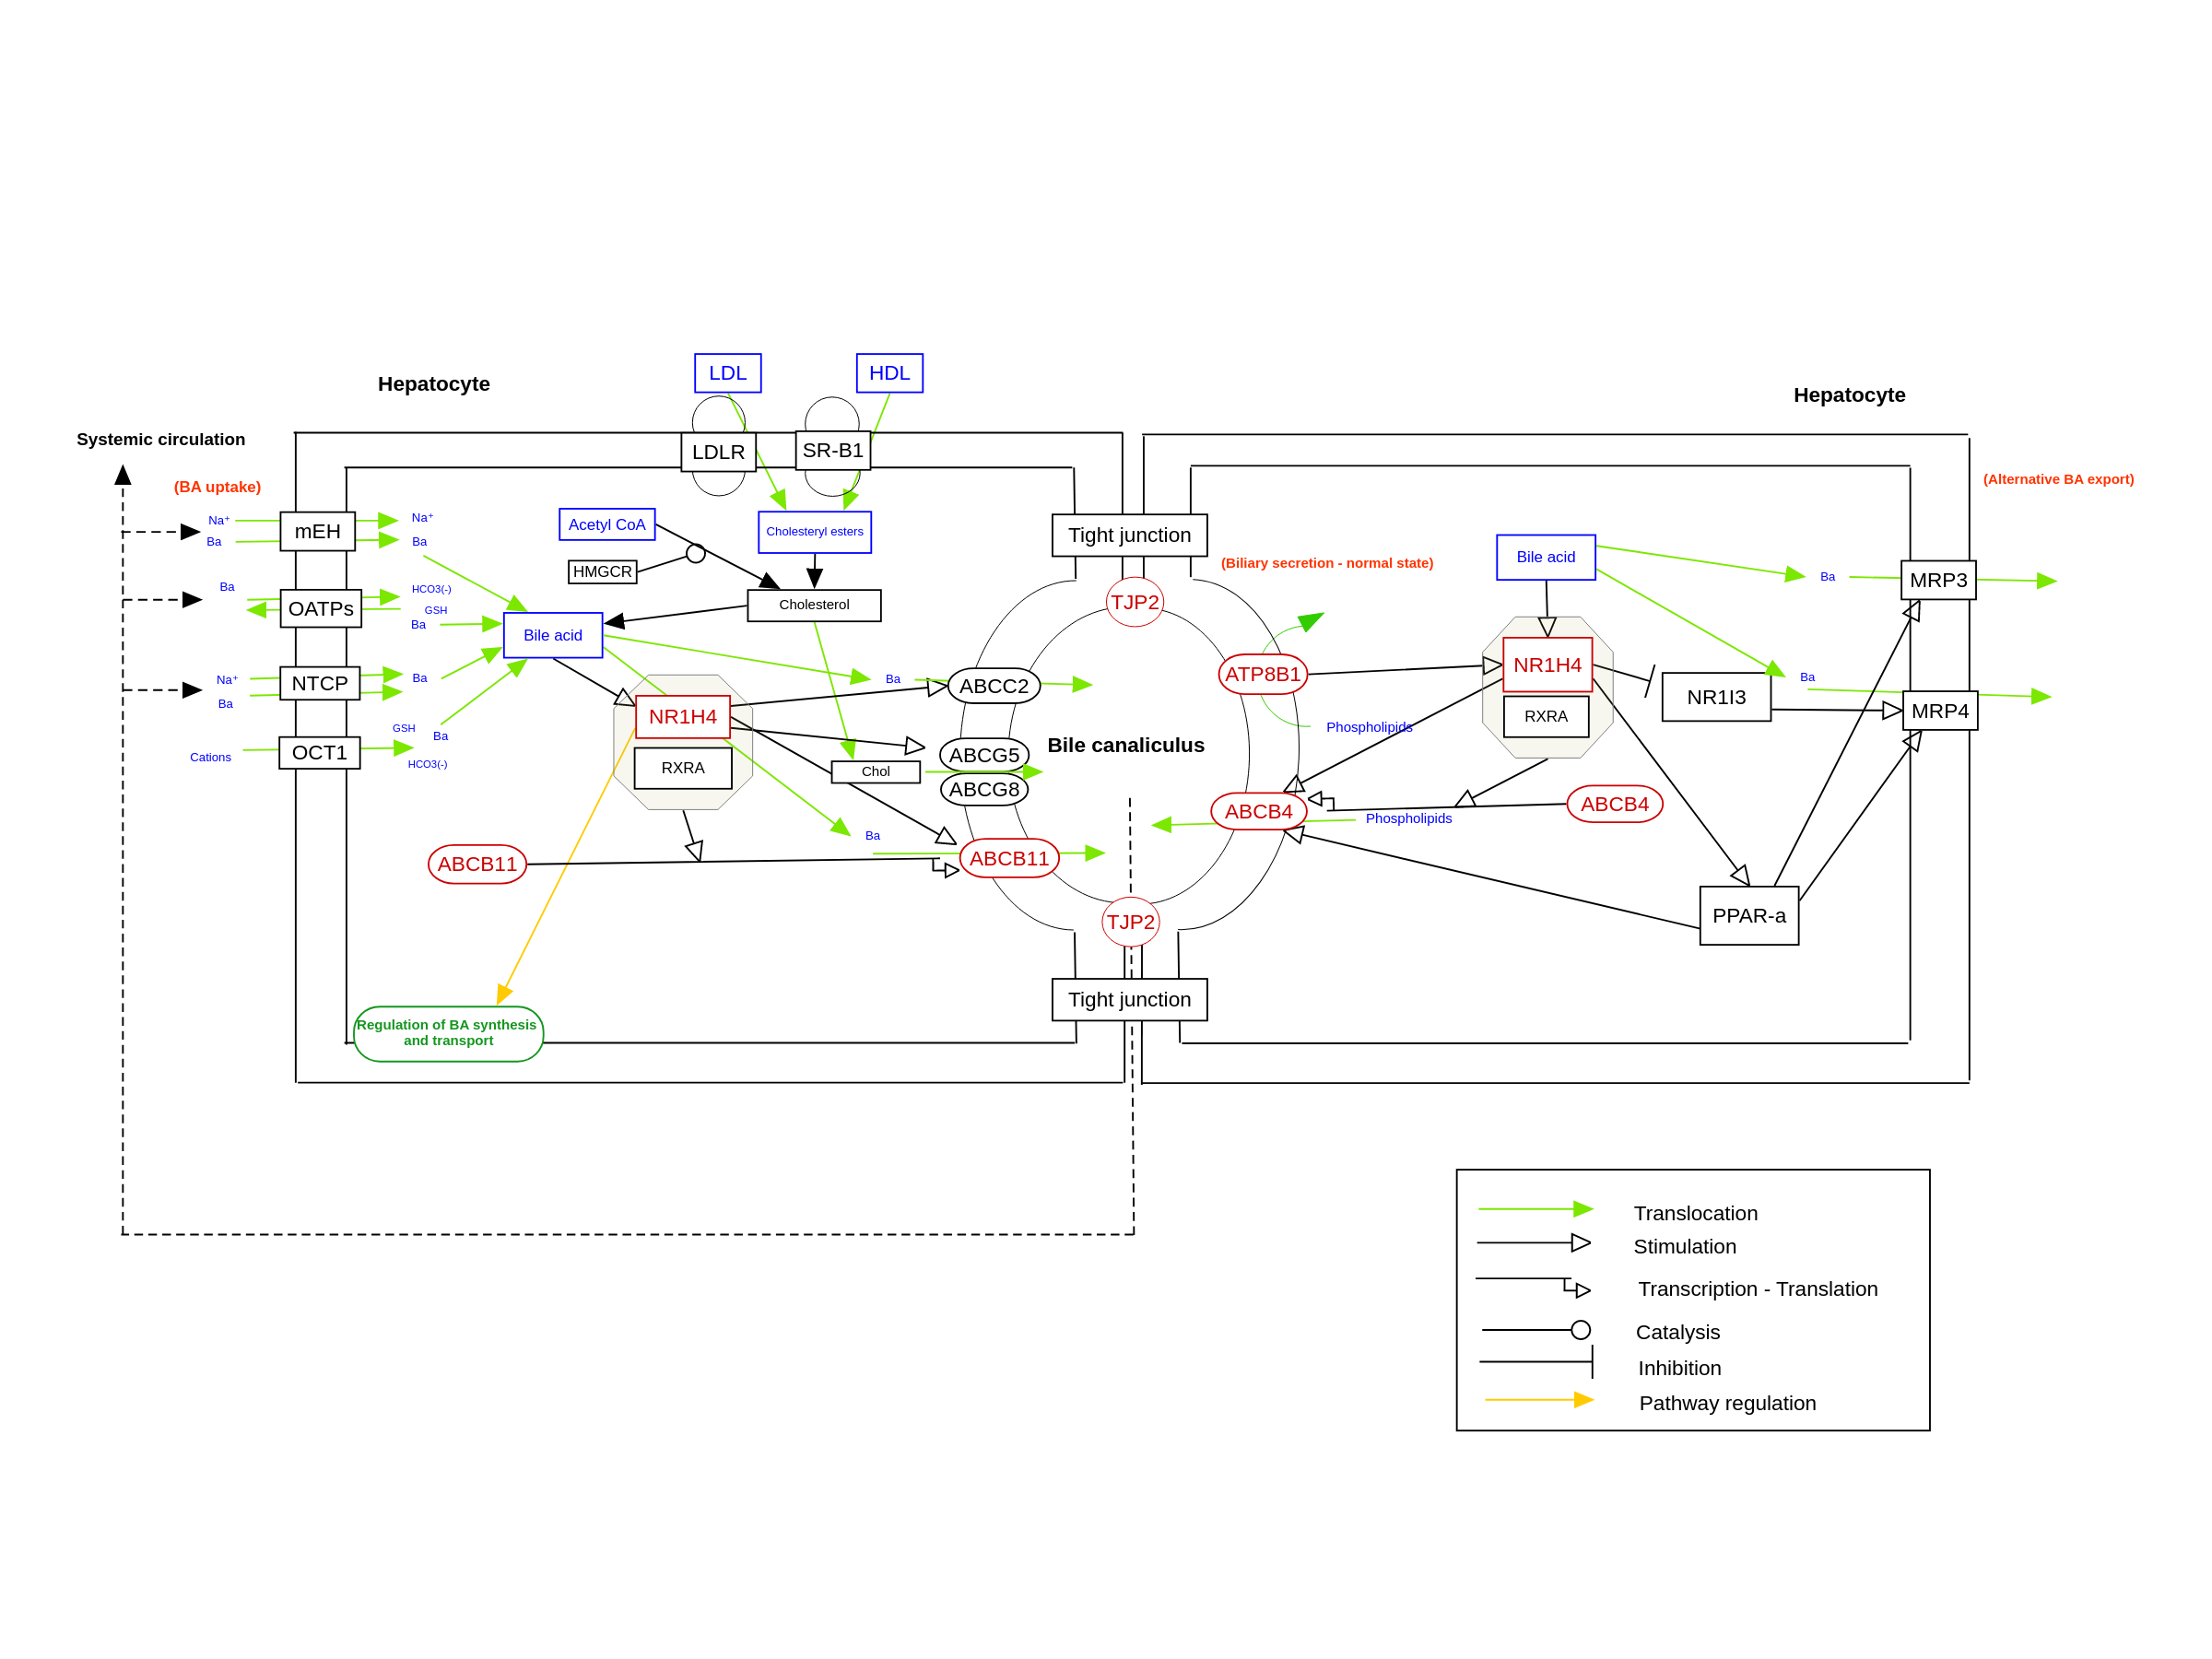 LDL
HDL
Hepatocyte
Hepatocyte
Systemic circulation
LDLR
SR-B1
(BA uptake)
(Alternative BA export)
Na⁺
mEH
Na⁺
Ba
Ba
Acetyl CoA
Cholesteryl esters
HMGCR
Tight junction
(Biliary secretion - normal state)
Bile acid
Ba
MRP3
Ba
OATPs
HCO3(-)
GSH
Ba
Bile acid
Cholesterol
TJP2
ATP8B1
NR1H4
RXRA
NR1I3
Ba
MRP4
Na⁺
NTCP
Ba
Ba
Ba
ABCC2
NR1H4
RXRA
Phospholipids
GSH
Ba
HCO3(-)
Cations
OCT1
Chol
ABCG5
ABCG8
Bile canaliculus
ABCB4
Phospholipids
ABCB4
Ba
ABCB11
ABCB11
TJP2
PPAR-a
Tight junction
Regulation of BA synthesis
and transport
Translocation
Stimulation
Transcription - Translation
Catalysis
Inhibition
Pathway regulation